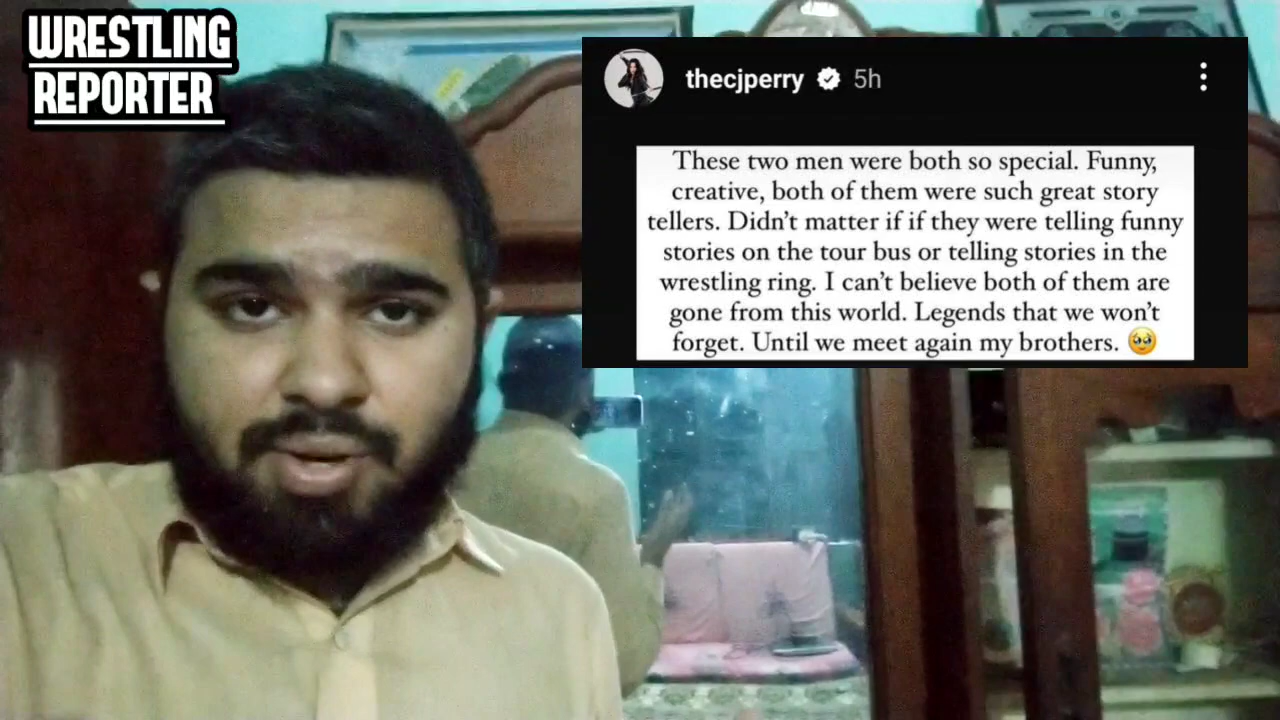 WRESTLING
REPORTER
thecjperry 5h
These two men were both so special. Funny,
creative, both of them were such great story
tellers. Didn't matter if if they were telling funny
stories on the tour bus or telling stories in the
wrestling ring. I can't believe both of them are
gone from this world. Legends that we won't
forget. Until we meet again my brothers. 🥹